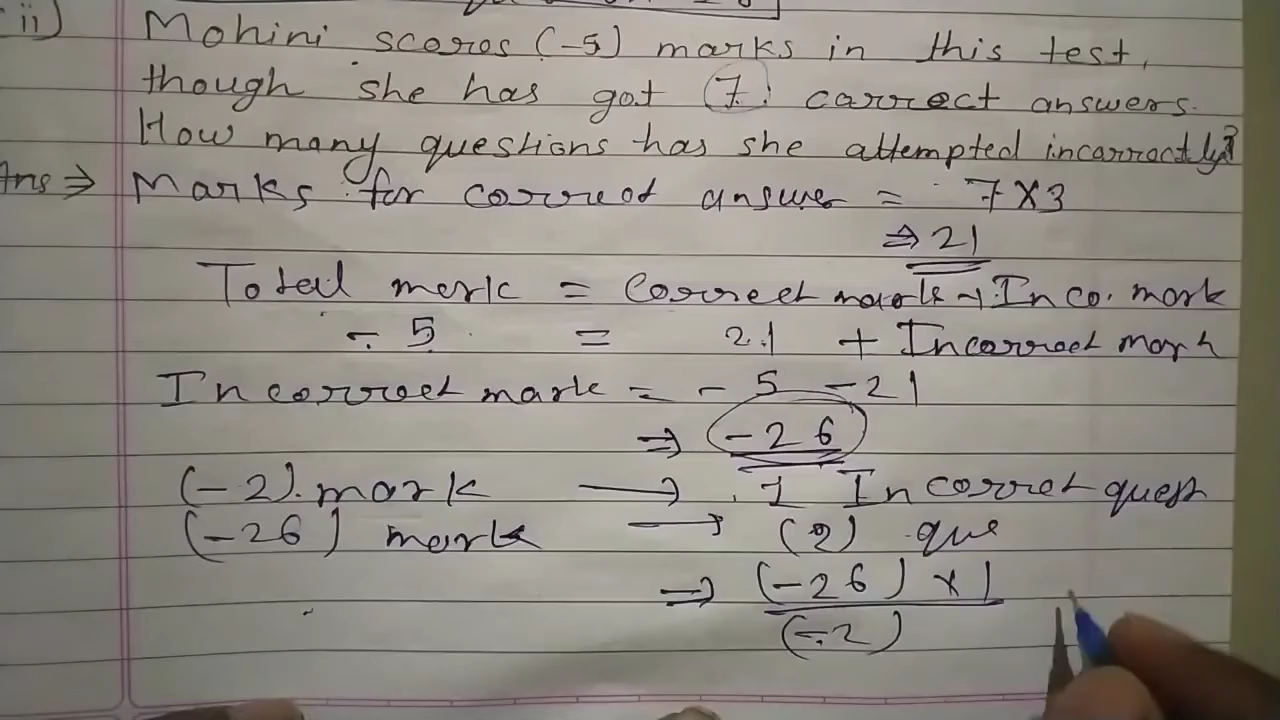 ii) Mohini scores (-5) marks in this test,
though she has got (7) correct answers.
How many questions has she attempted incorrectly?
Ans ⇒ Marks for correct answer = 7×3
⇒ 21
Total mark = Correct mark + Inco. mark
- 5 = 21 + Incorrect mark
Incorrect mark = - 5 - 21
⇒ (-26)
(-2) mark → 1 Incorrect quest
(-26) mark → (?) que
⇒ (-26) × 1
(-2)